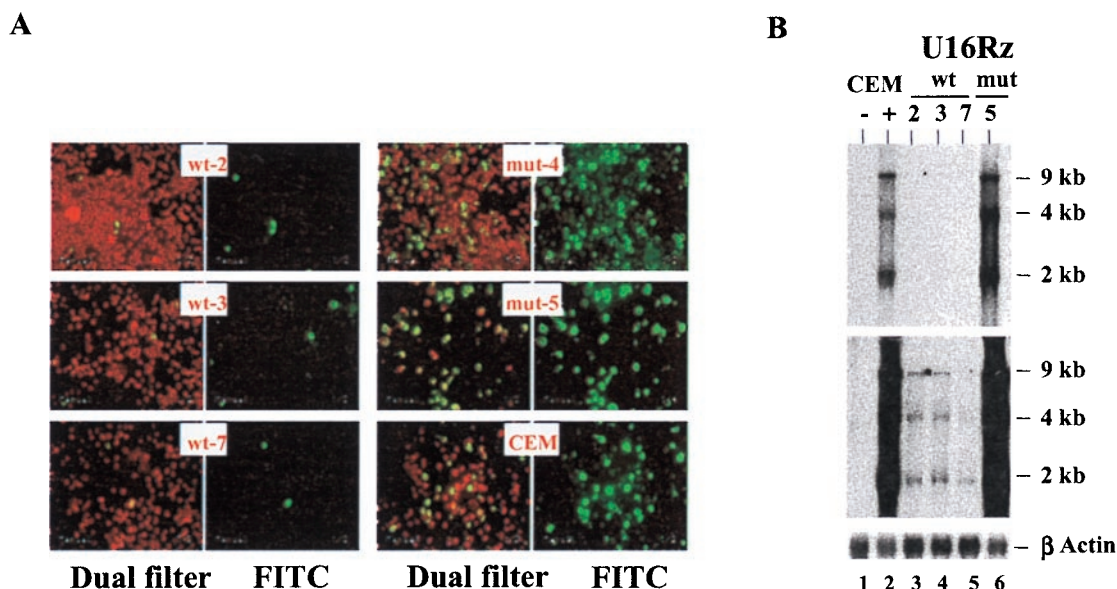 A
wt-2
mut-4
wt-3
mut-5
wt-7
CEM
Dual filter FITC Dual filter FITC
B
U16Rz
CEM wt mut
- + 2 3 7 5
– 9 kb
– 4 kb
– 2 kb
– 9 kb
– 4 kb
– 2 kb
– β Actin
1 2 3 4 5 6